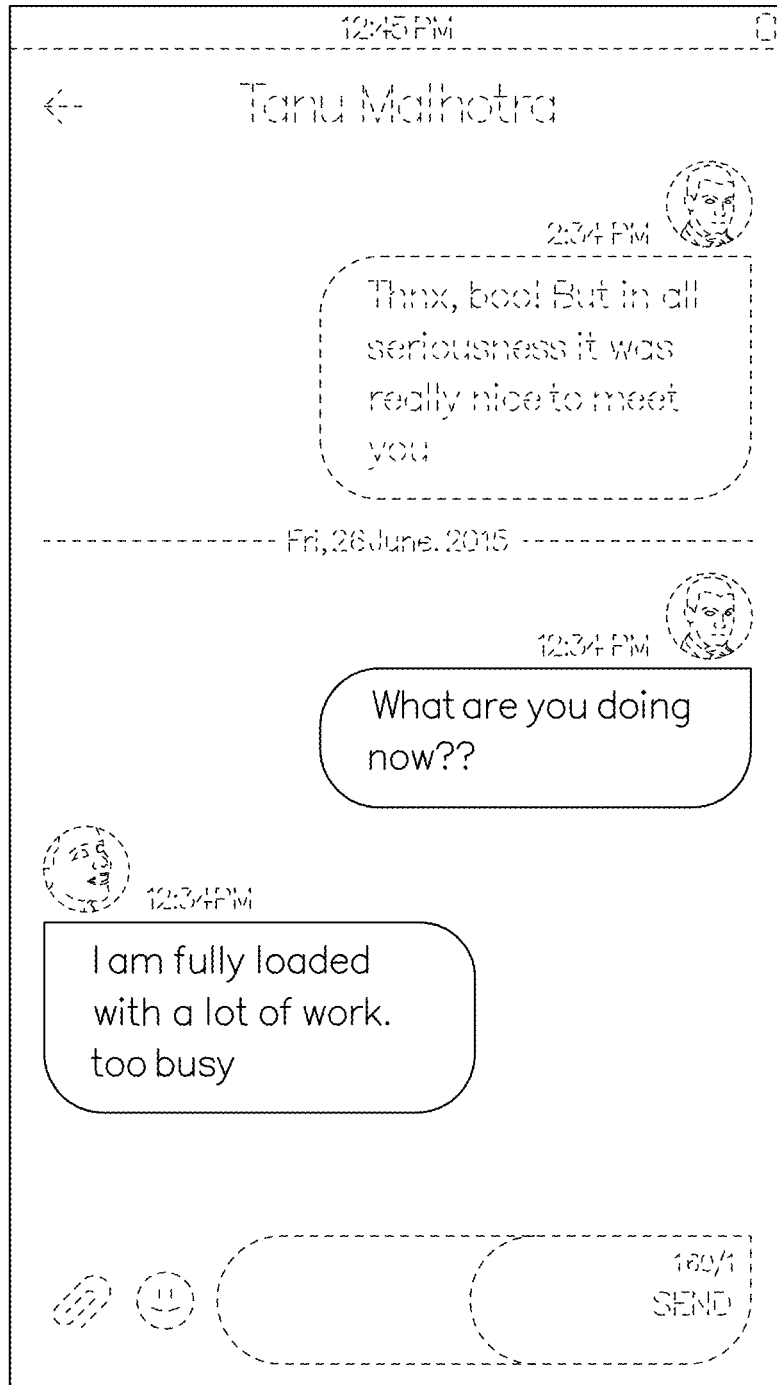 12:45 PM
Tanu Malhotra
2:34 PM
Thnx, boo! But in all
seriousness it was
really nice to meet
you
Fri, 26 June. 2015
12:34 PM
What are you doing
now??
12:34 PM
I am fully loaded
with a lot of work.
too busy
160/1
SEND